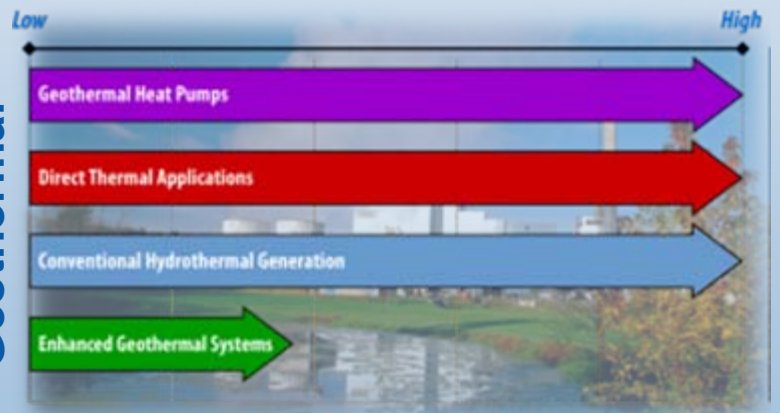 Low High
Geothermal Heat Pumps
Direct Thermal Applications
Conventional Hydrothermal Generation
Enhanced Geothermal Systems